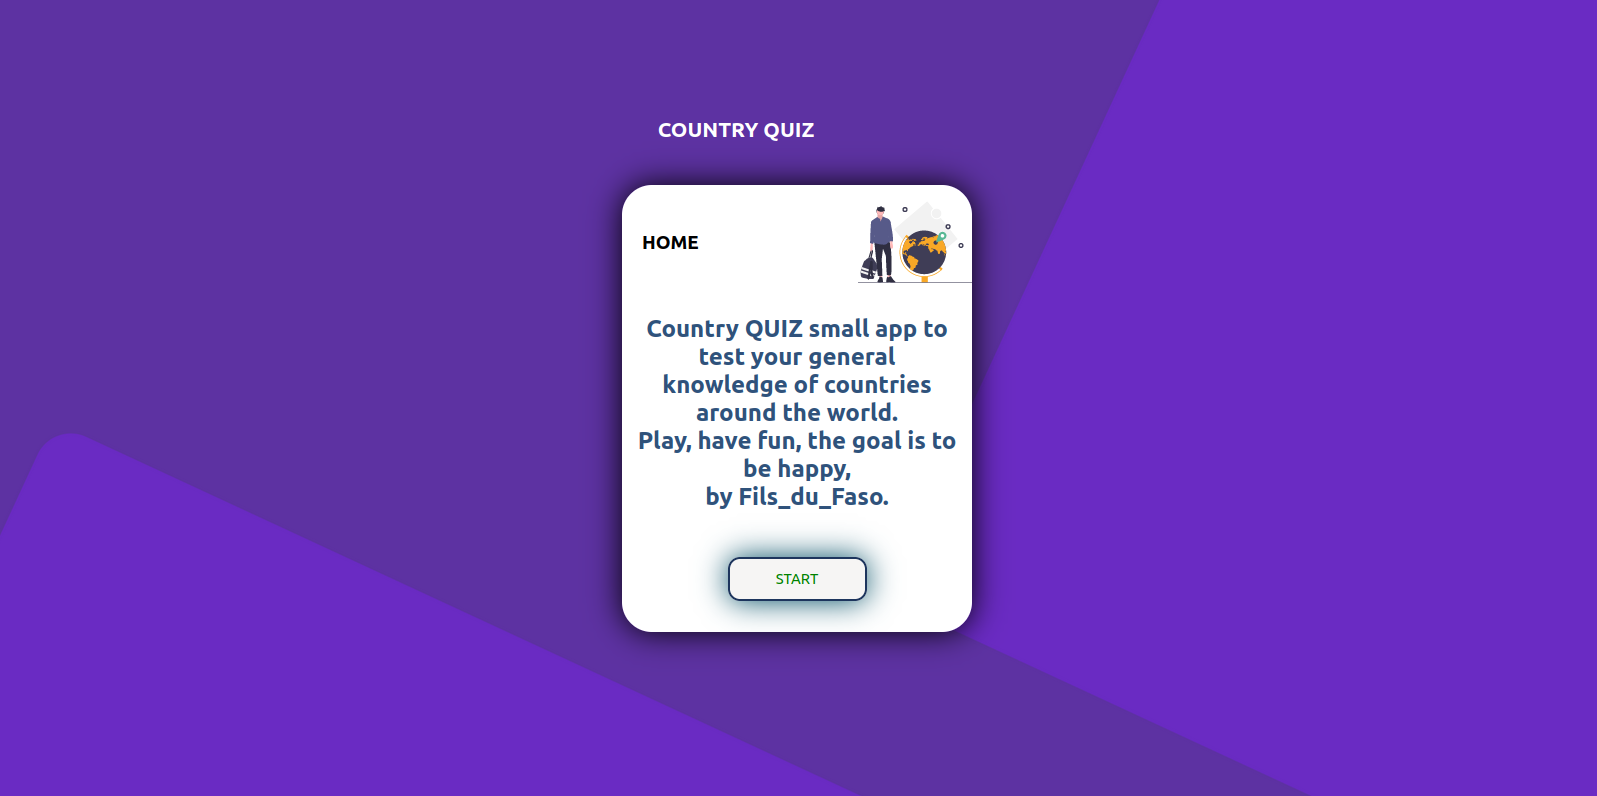 COUNTRY QUIZ
HOME
Country QUIZ small app to
test your general
knowledge of countries
around the world.
Play, have fun, the goal is to
be happy,
by Fils_du_Faso.
START